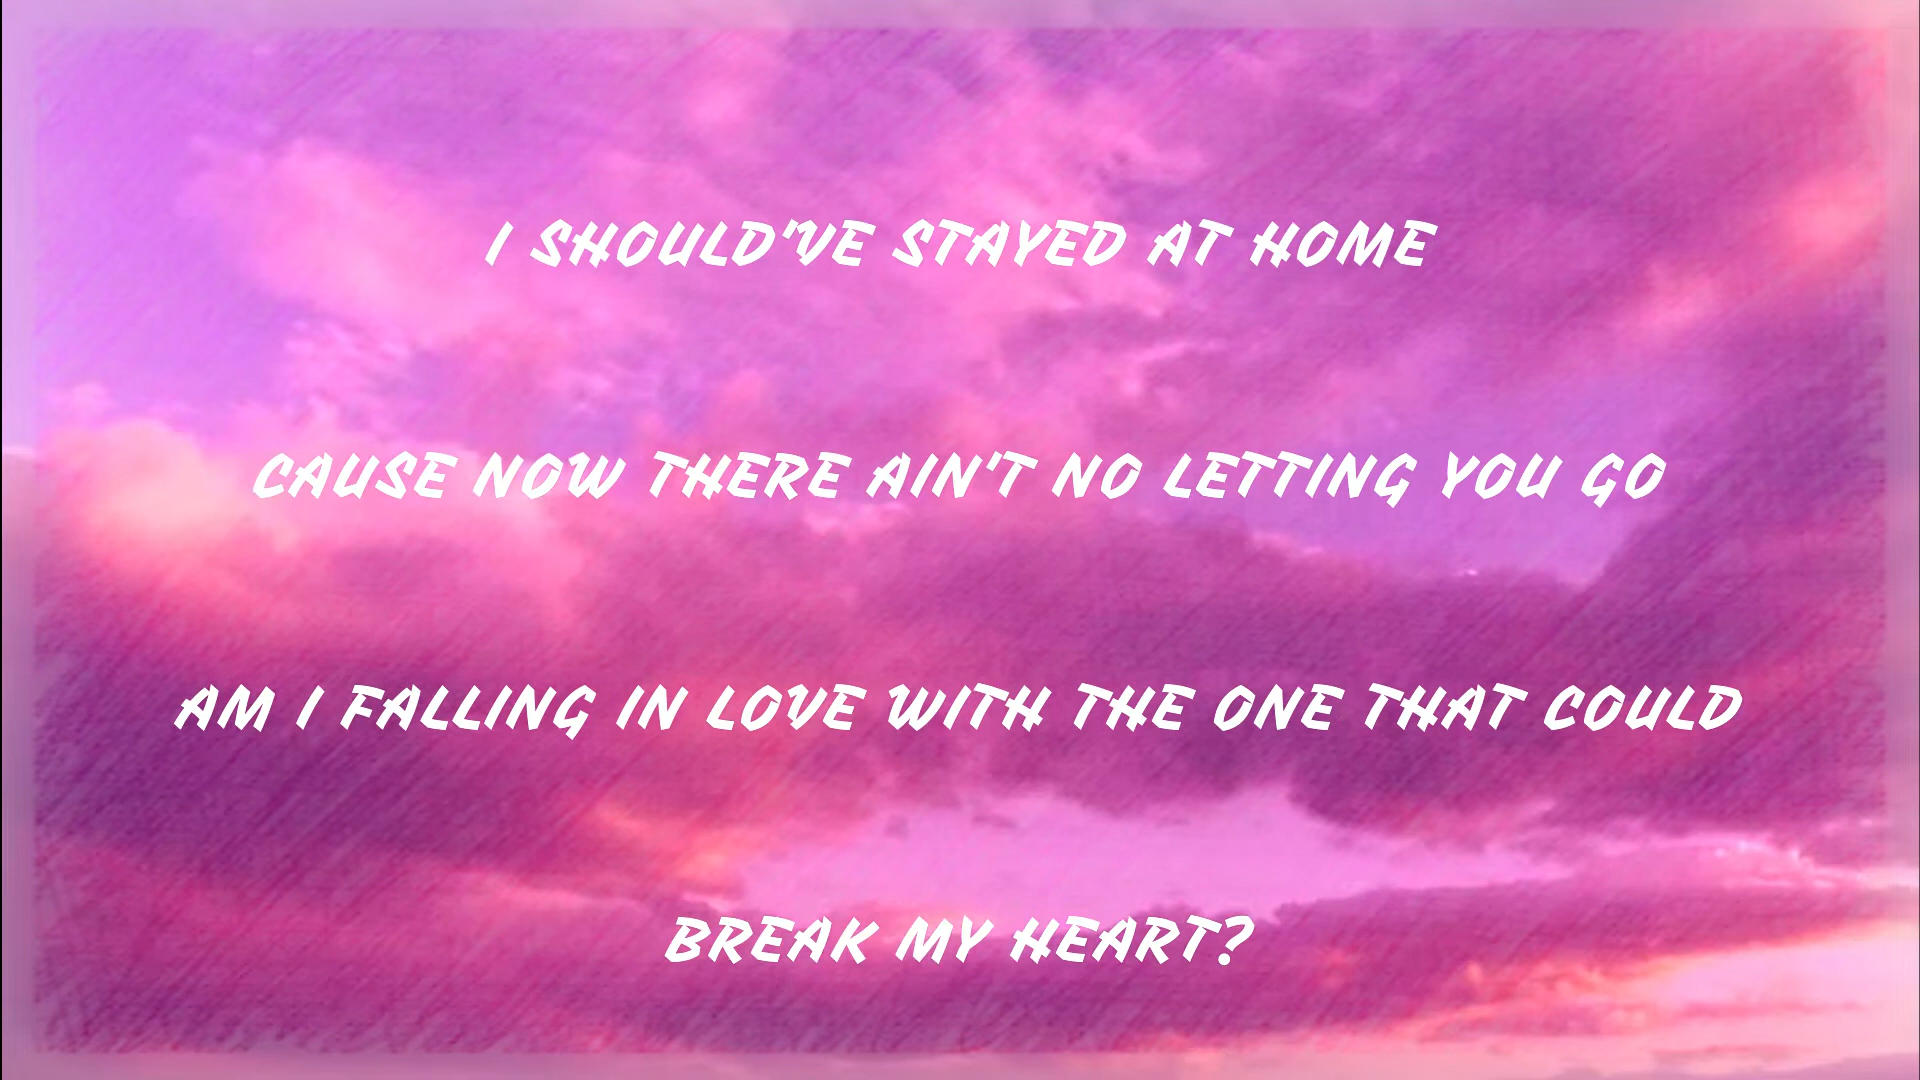 I SHOULD'VE STAYED AT HOME
CAUSE NOW THERE AIN'T NO LETTING YOU GO
AM I FALLING IN LOVE WITH THE ONE THAT COULD
BREAK MY HEART?